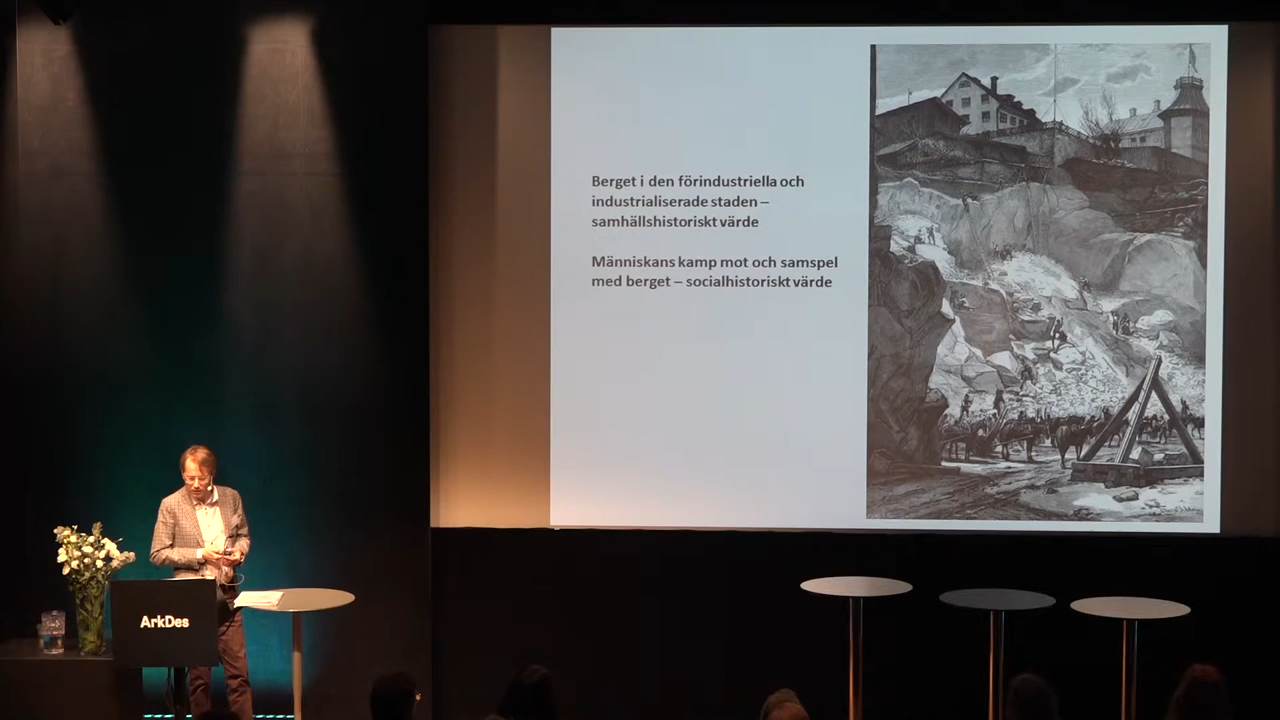 Berget i den förindustriella och
industrialiserade staden –
samhällshistoriskt värde
Människans kamp mot och samspel
med berget – socialhistoriskt värde
ArkDes